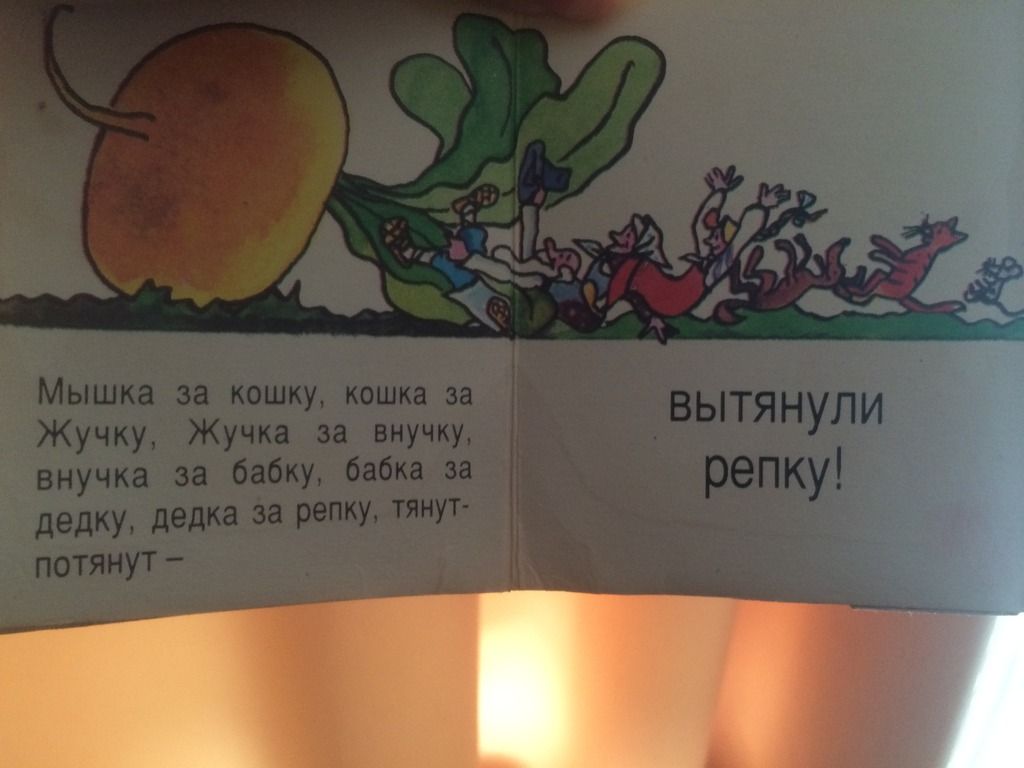 Мышка за кошку, кошка за
Жучку, Жучка за внучку,
внучка за бабку, бабка за
дедку, дедка за репку, тянут-
потянут –
вытянули
репку!